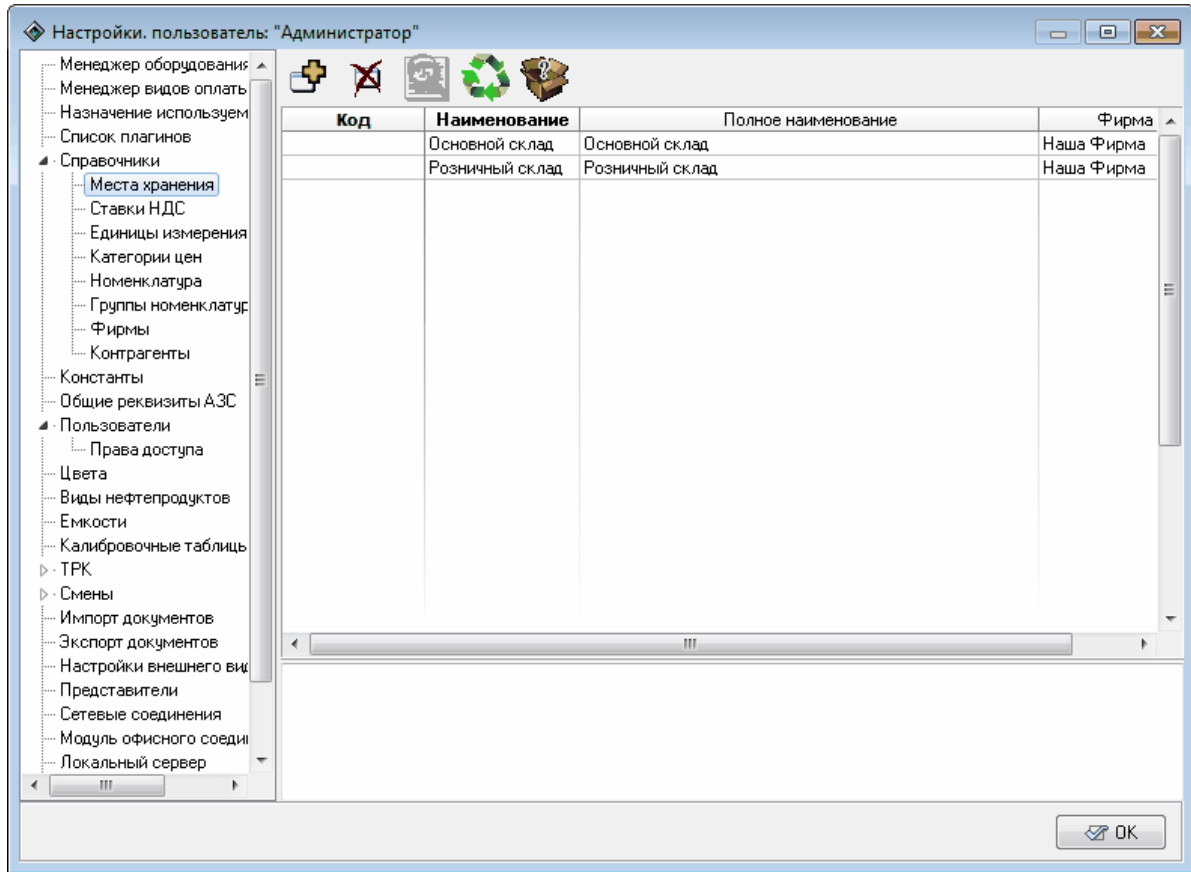 Настройки. пользователь: "Администратор"
Менеджер оборудования
Менеджер видов оплать
Назначение используем
Список плагинов
Справочники
Места хранения
Ставки НДС
Единицы измерения
Категории цен
Номенклатура
Группы номенклатур
Фирмы
Контрагенты
Константы
Общие реквизиты АЗС
Пользователи
Права доступа
Цвета
Виды нефтепродуктов
Емкости
Калибровочные таблиць
ТРК
Смены
Импорт документов
Экспорт документов
Настройки внешнего вид
Представители
Сетевые соединения
Модуль офисного соеди
Локальный сервер
Код Наименование Полное наименование Фирма
Основной склад Основной склад Наша Фирма
Розничный склад Розничный склад Наша Фирма
OK